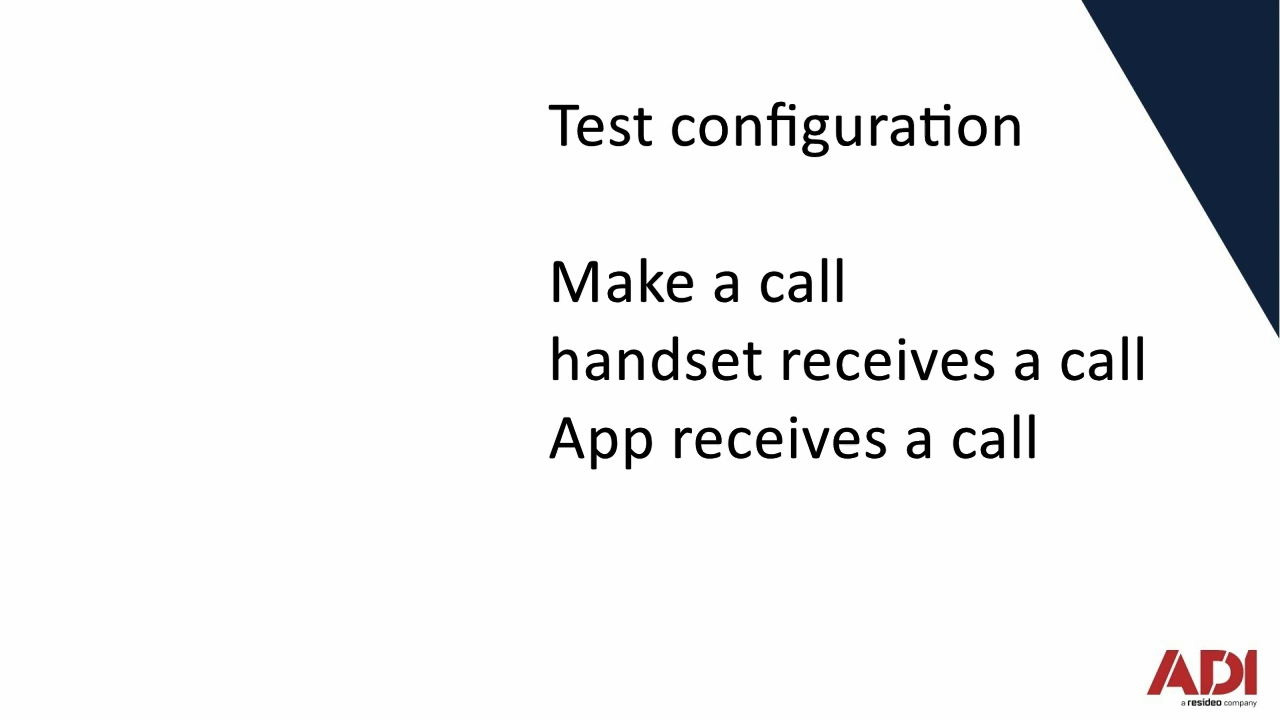 Test configuration
Make a call
handset receives a call
App receives a call
ADI
a resideo company